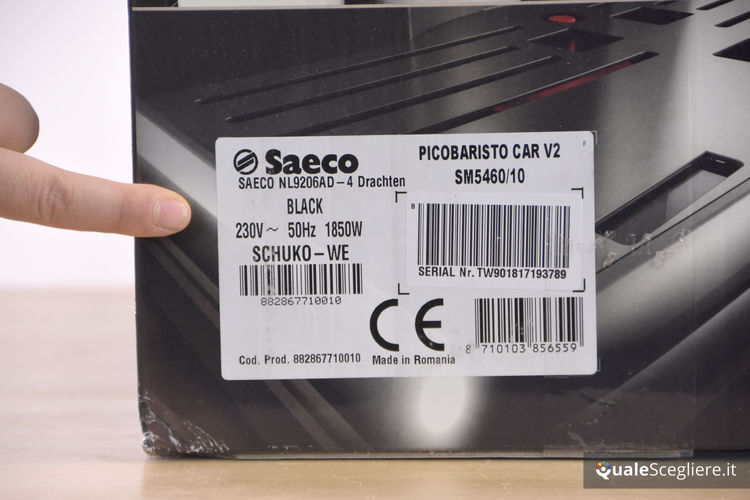 Saeco
SAECO NL9206AD-4 Drachten
BLACK
230V~ 50Hz 1850W
SCHUKO-WE
882867710010
Cod. Prod. 882867710010
PICOBARISTO CAR V2
SM5460/10
F
B
SERIAL Nr. TW901817193789
CE
8 710103 856559
Made in Romania
QualeScegliere.it